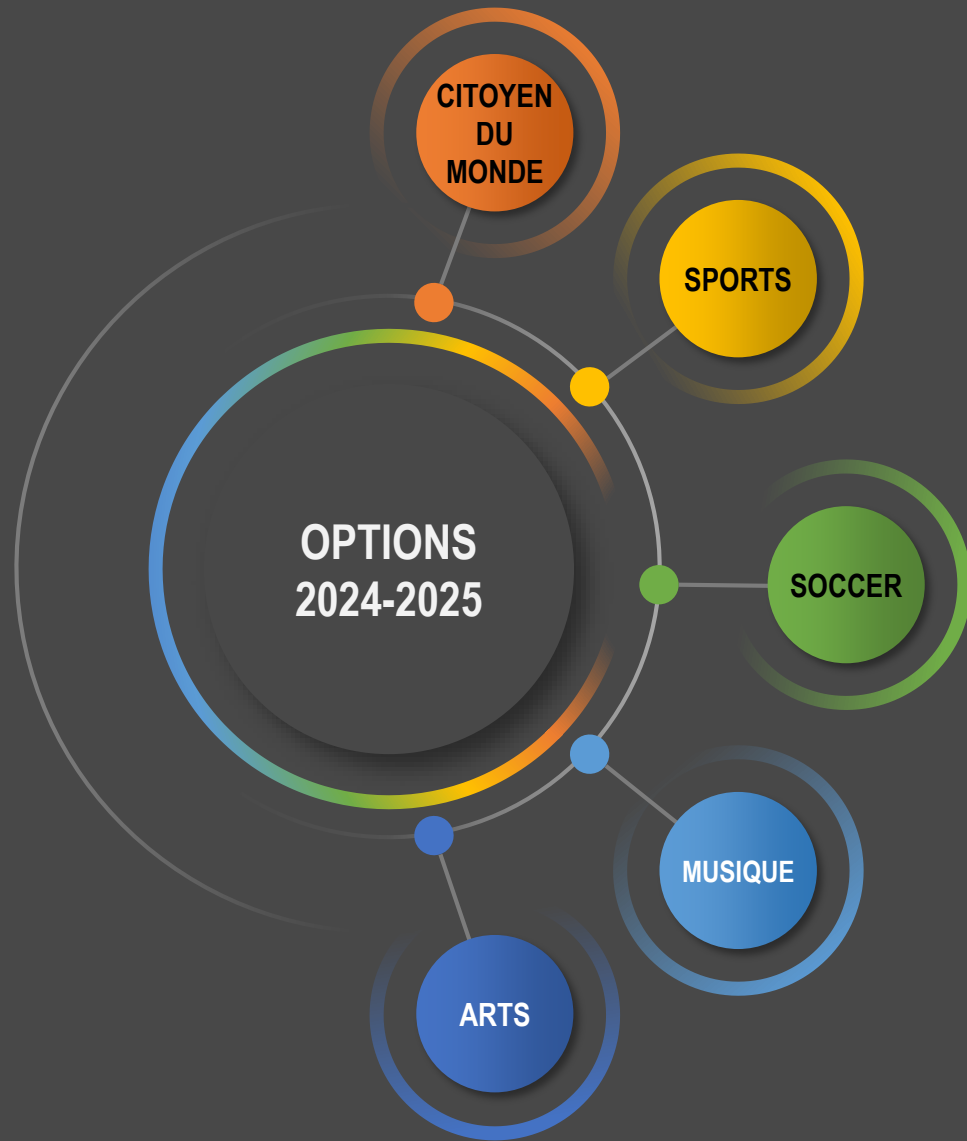 CITOYEN
DU
MONDE
SPORTS
OPTIONS
2024-2025
SOCCER
MUSIQUE
ARTS